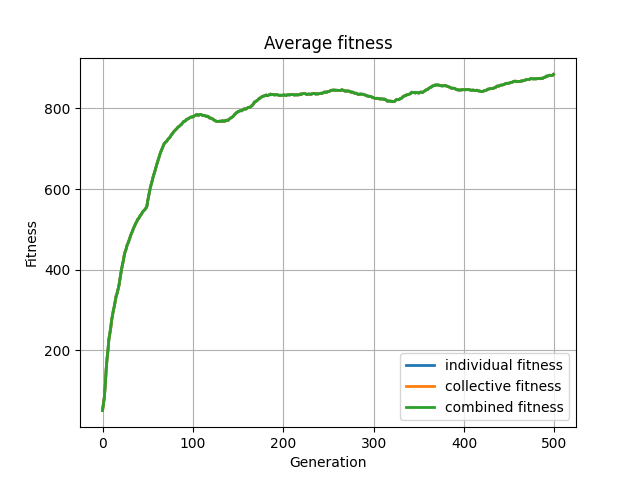 Average fitness
Fitness
800
600
400
200
0
100
200
300
400
500
Generation
individual fitness
collective fitness
combined fitness